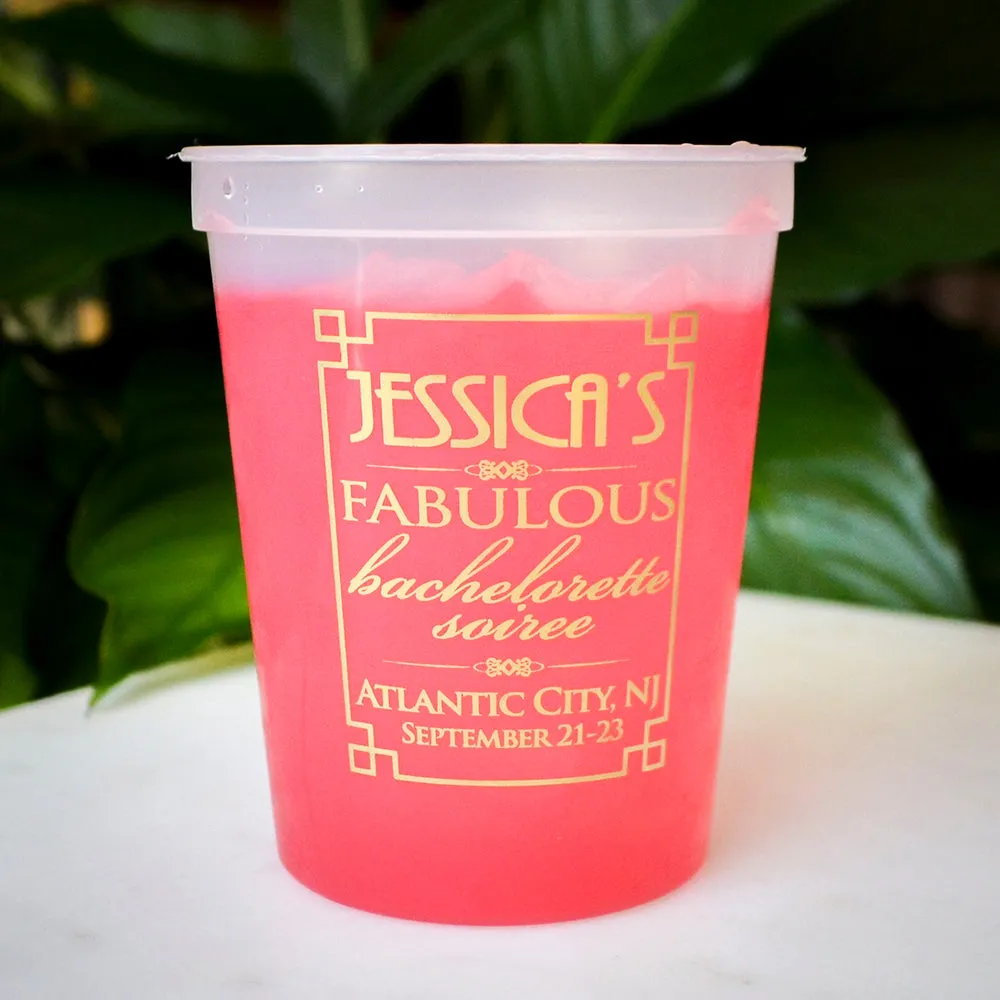 JESSICA'S
FABULOUS
bachelorette
soiree
ATLANTIC CITY, NJ
SEPTEMBER 21-23